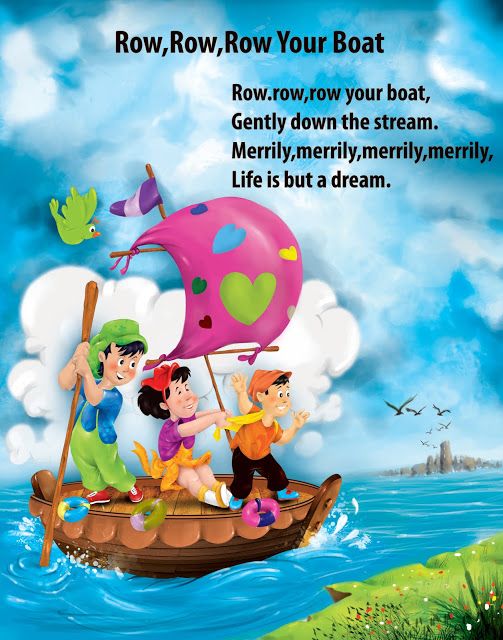 Row,Row,Row Your Boat
Row.row,row your boat,
Gently down the stream.
Merrily,merrily,merrily,merrily,
Life is but a dream.